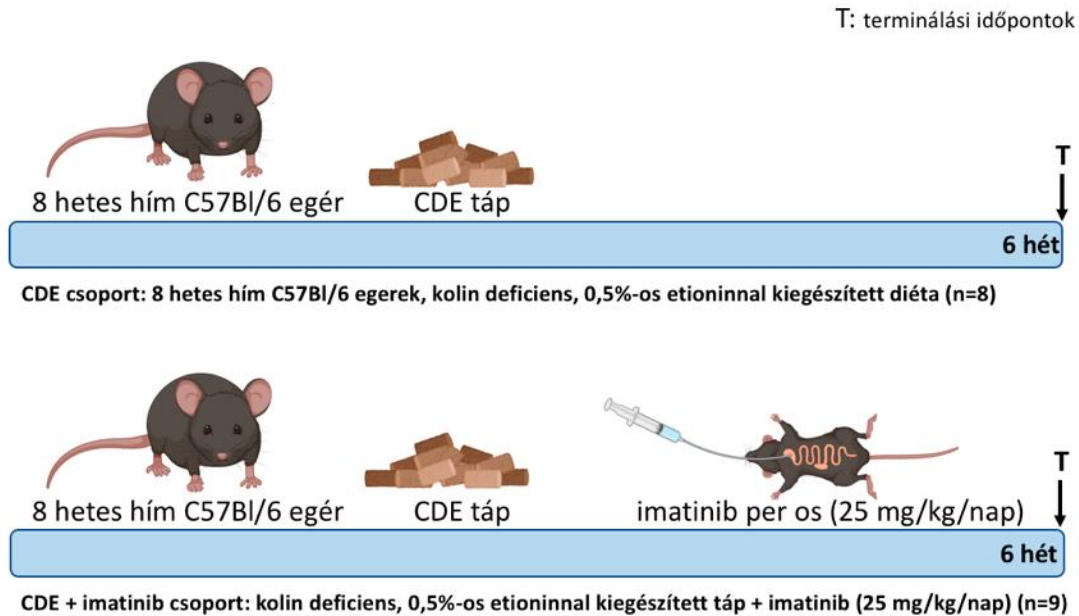 T: terminálási időpontok
T
8 hetes hím C57Bl/6 egér
CDE táp
6 hét
CDE csoport: 8 hetes hím C57Bl/6 egerek, kolin deficiens, 0,5%-os etioninnal kiegészített diéta (n=8)
T
8 hetes hím C57Bl/6 egér
CDE táp
imatinib per os (25 mg/kg/nap)
6 hét
CDE + imatinib csoport: kolin deficiens, 0,5%-os etioninnal kiegészített táp + imatinib (25 mg/kg/nap) (n=9)